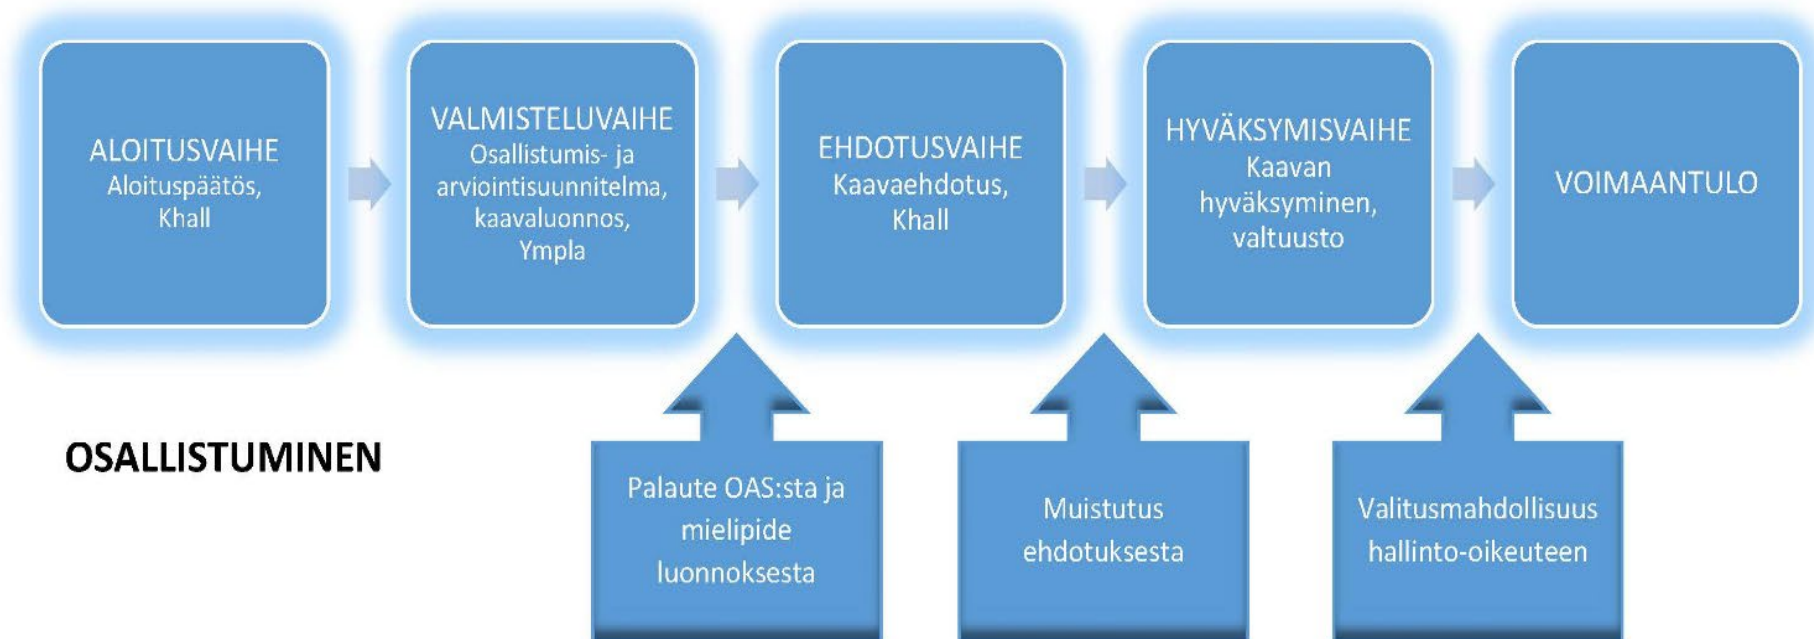 ALOITUSVAIHE
Aloituspäätös,
Khall
VALMISTELUVAIHE
Osallistumis- ja
arviointisuunnitelma,
kaavaluonnos,
Ympla
EHDOTUSVAIHE
Kaavaehdotus,
Khall
HYVÄKSYMISVAIHE
Kaavan
hyväksyminen,
valtuusto
VOIMAANTULO
OSALLISTUMINEN
Palaute OAS:sta ja
mielipide
luonnoksesta
Muistutus
ehdotuksesta
Valitusmahdollisuus
hallinto-oikeuteen